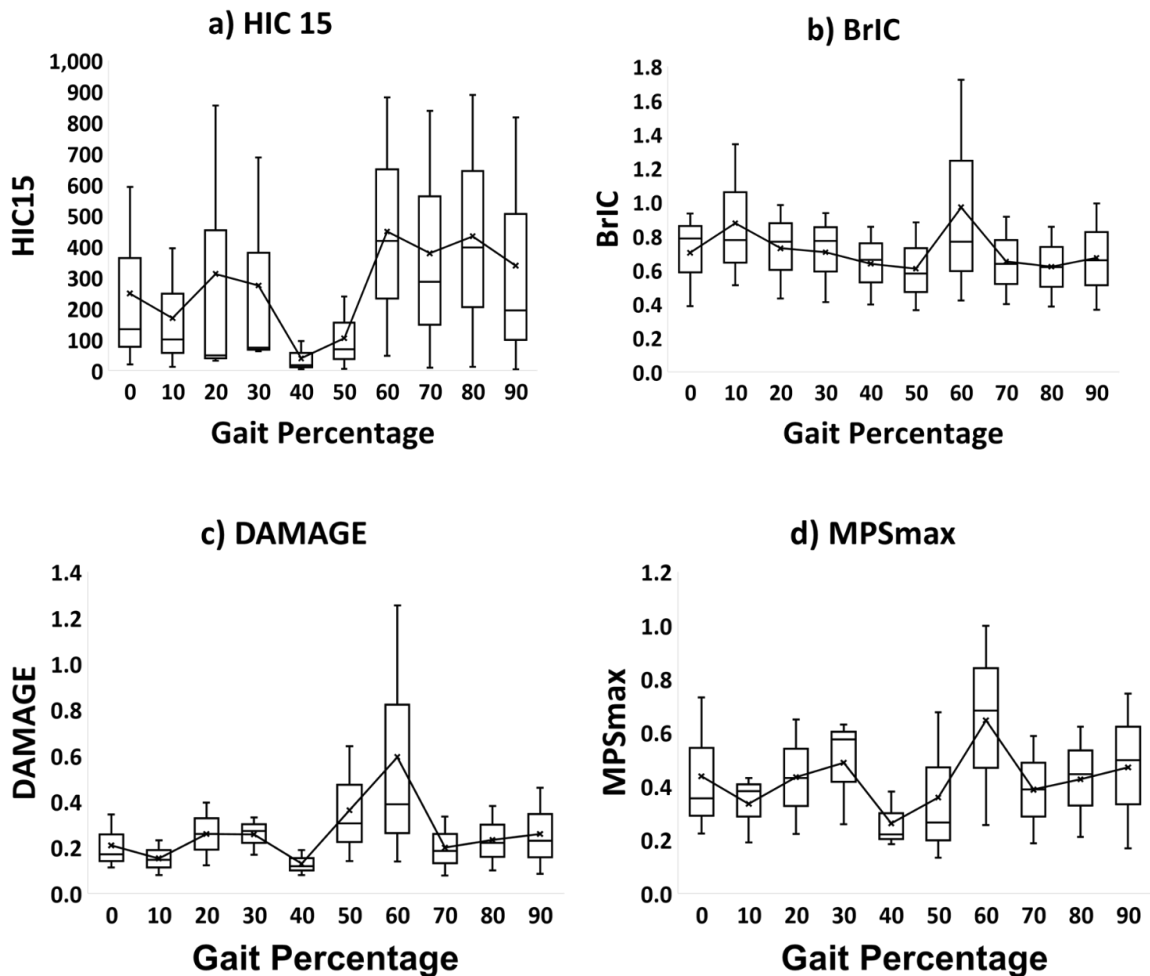 a) HIC 15
1,000
900
800
700
600
500
400
300
200
100
0
HIC15
0 10 20 30 40 50 60 70 80 90
Gait Percentage
b) BrIC
1.8
1.6
1.4
1.2
1.0
0.8
0.6
0.4
0.2
0.0
BrIC
0 10 20 30 40 50 60 70 80 90
Gait Percentage
c) DAMAGE
1.4
1.2
1.0
0.8
0.6
0.4
0.2
0.0
DAMAGE
0 10 20 30 40 50 60 70 80 90
Gait Percentage
d) MPSmax
1.2
1.0
0.8
0.6
0.4
0.2
0.0
MPSmax
0 10 20 30 40 50 60 70 80 90
Gait Percentage